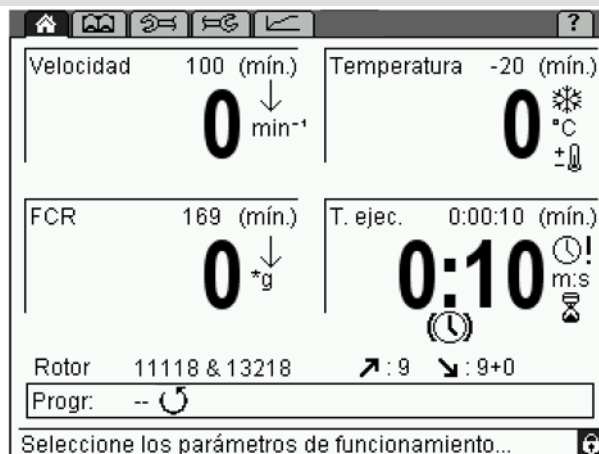 ?
Velocidad 100 (mín.)
0 min⁻¹
Temperatura -20 (mín.)
0 °C
±
FCR 169 (mín.)
0 *g
T. ejec. 0:00:10 (mín.)
0:10 !
m:s
Rotor 11118 & 13218 : 9 : 9+0
Progr: --
Seleccione los parámetros de funcionamiento...